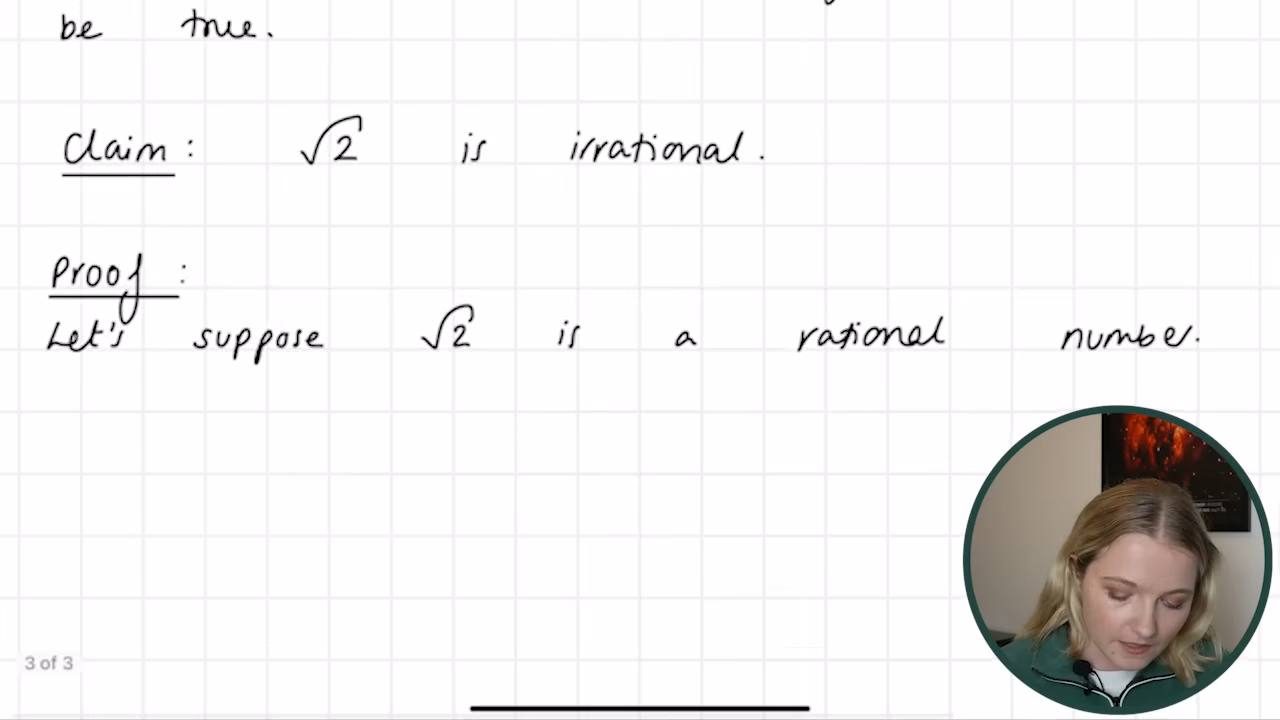 be true.
Claim: √2 is irrational.
Proof:
Let's suppose √2 is a rational number.
3 of 3